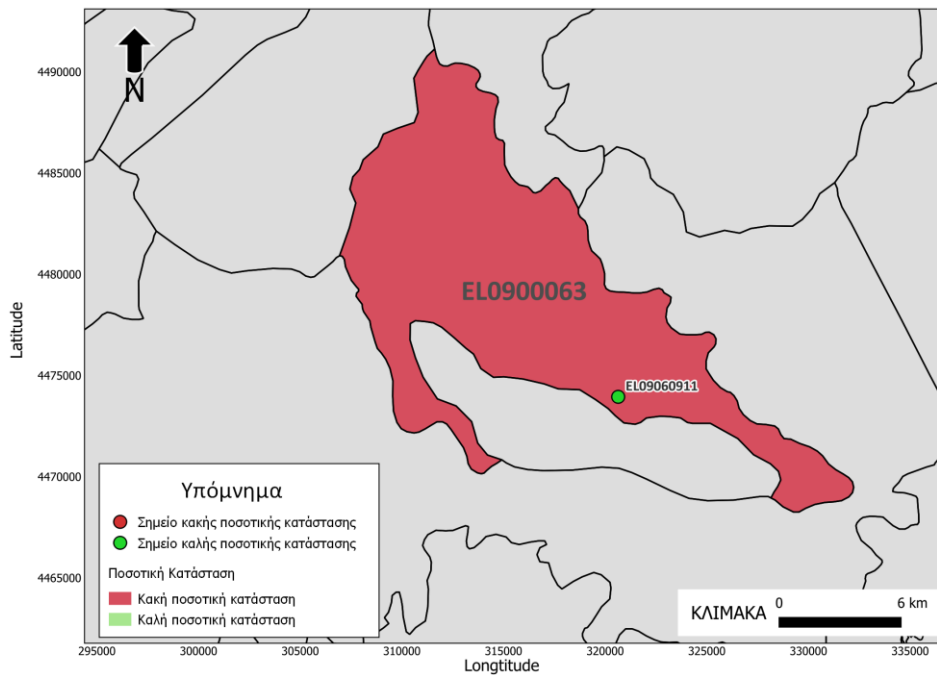 N
4490000
4485000
4480000
4475000
4470000
4465000
Latitude
EL0900063
EL09060911
Υπόμνημα
Σημείο κακής ποσοτικής κατάστασης
Σημείο καλής ποσοτικής κατάστασης
Ποσοτική Κατάσταση
Κακή ποσοτική κατάσταση
Καλή ποσοτική κατάσταση
ΚΛΙΜΑΚΑ
0 6 km
295000 300000 305000 310000 315000 320000 325000 330000 335000
Longtitude